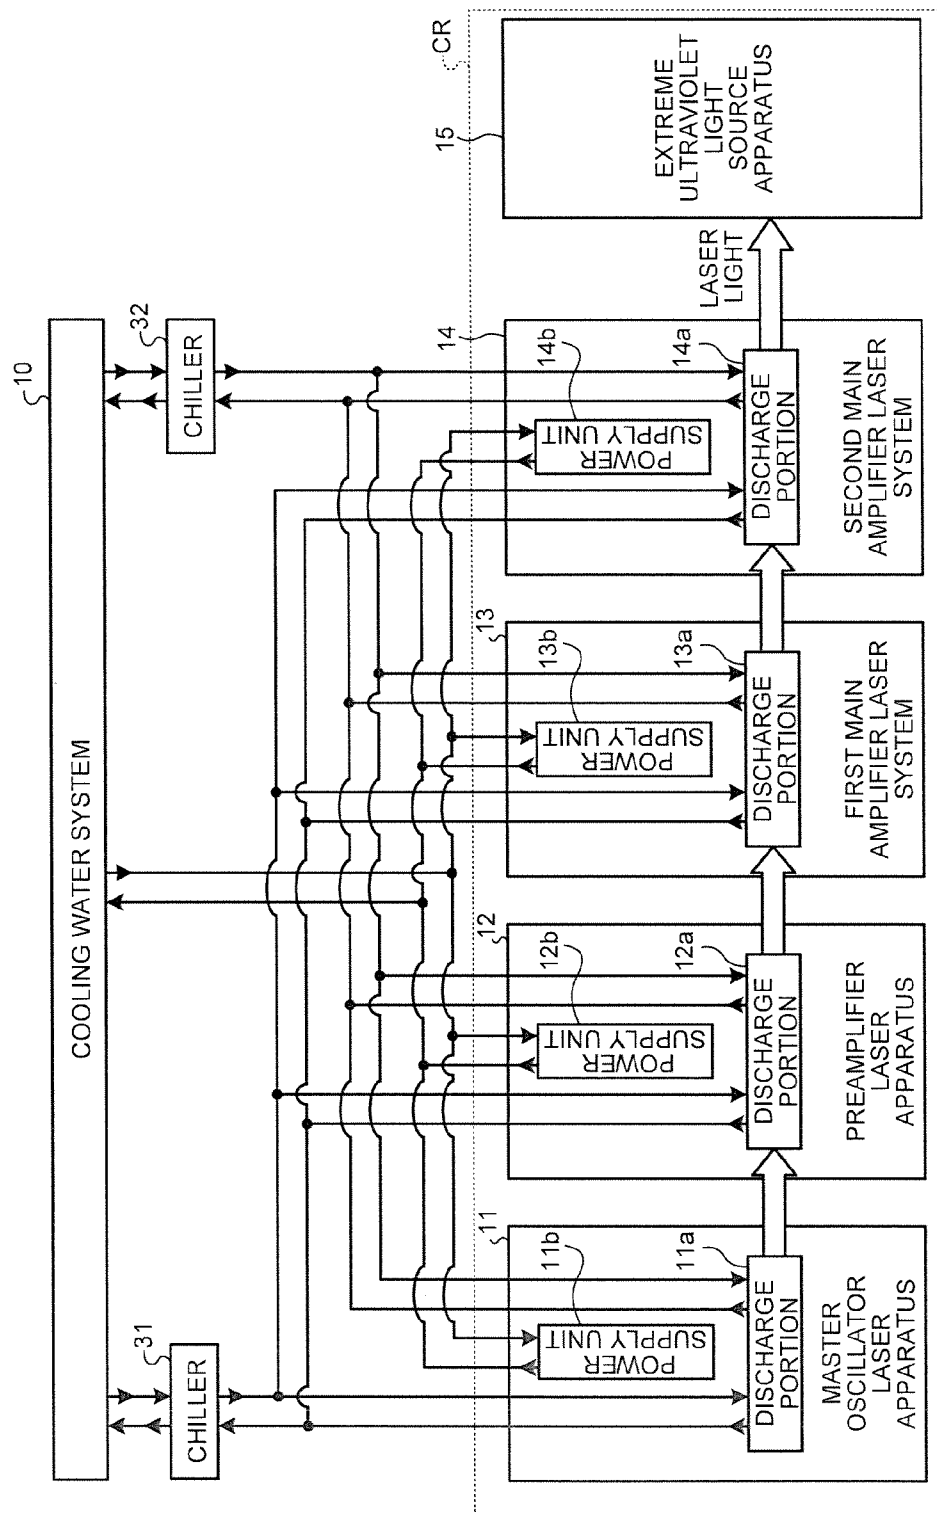 10
COOLING WATER SYSTEM
31
CHILLER
32
CHILLER
CR
11
11b
POWER
SUPPLY UNIT
11a
DISCHARGE
PORTION
MASTER
OSCILLATOR
LASER
APPARATUS
12
12b
POWER
SUPPLY UNIT
12a
DISCHARGE
PORTION
PREAMPLIFIER
LASER
APPARATUS
13
13b
POWER
SUPPLY UNIT
13a
DISCHARGE
PORTION
FIRST MAIN
AMPLIFIER LASER
SYSTEM
14
14b
POWER
SUPPLY UNIT
14a
DISCHARGE
PORTION
SECOND MAIN
AMPLIFIER LASER
SYSTEM
LASER
LIGHT
15
EXTREME
ULTRAVIOLET
LIGHT
SOURCE
APPARATUS